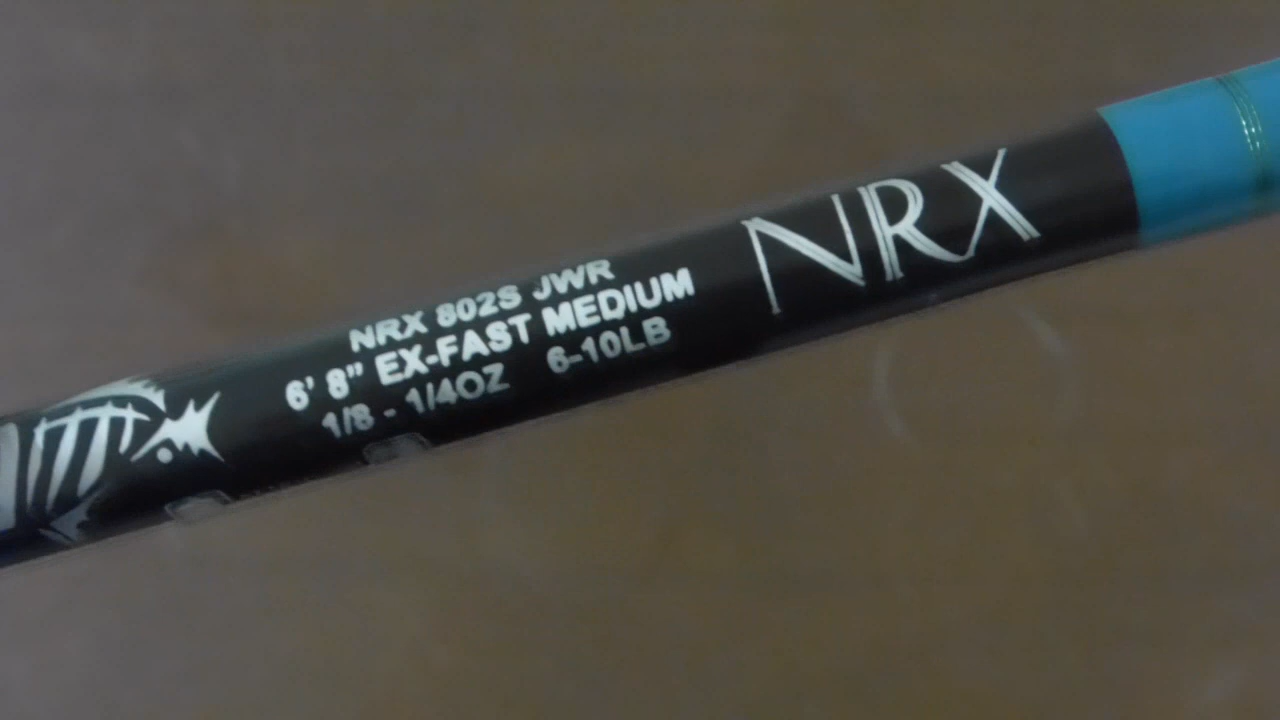 NRX 802S JWR
6' 8" EX-FAST MEDIUM
1/8 - 1/4OZ 6-10LB
NRX